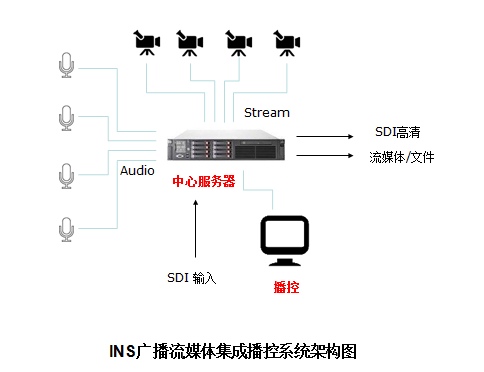 Stream
SDI高清
流媒体/文件
Audio
中心服务器
SDI 输入
播控
INS广播流媒体集成播控系统架构图